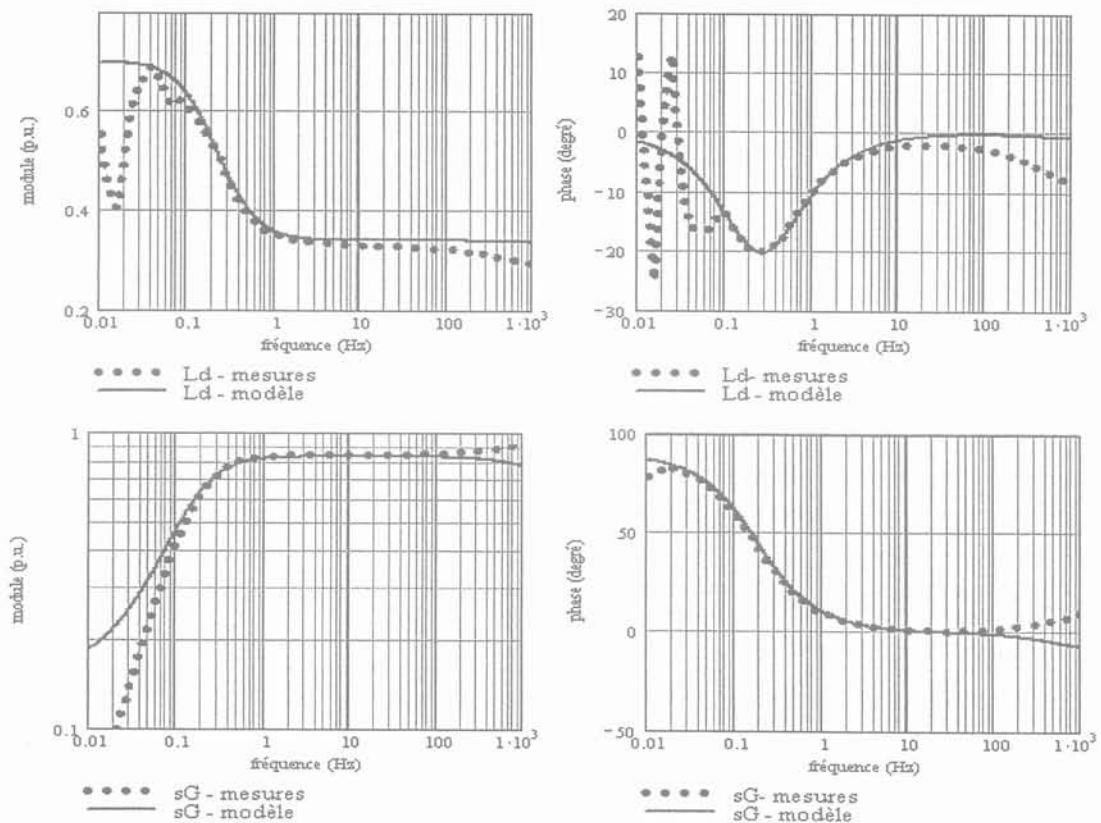 module (p.u.)
0.6
0.4
0.2
0.01
0.1
1
10
100
1·10³
fréquence (Hz)
Ld - mesures
Ld - modèle
phase (degré)
20
10
0
−10
−20
−30
0.01
0.1
1
10
100
1·10³
fréquence (Hz)
Ld - mesures
Ld - modèle
module (p.u.)
1
0.1
0.01
0.1
1
10
100
1·10³
fréquence (Hz)
sG - mesures
sG - modèle
phase (degré)
100
50
0
−50
0.01
0.1
1
10
100
1·10³
fréquence (Hz)
sG- mesures
sG - modèle